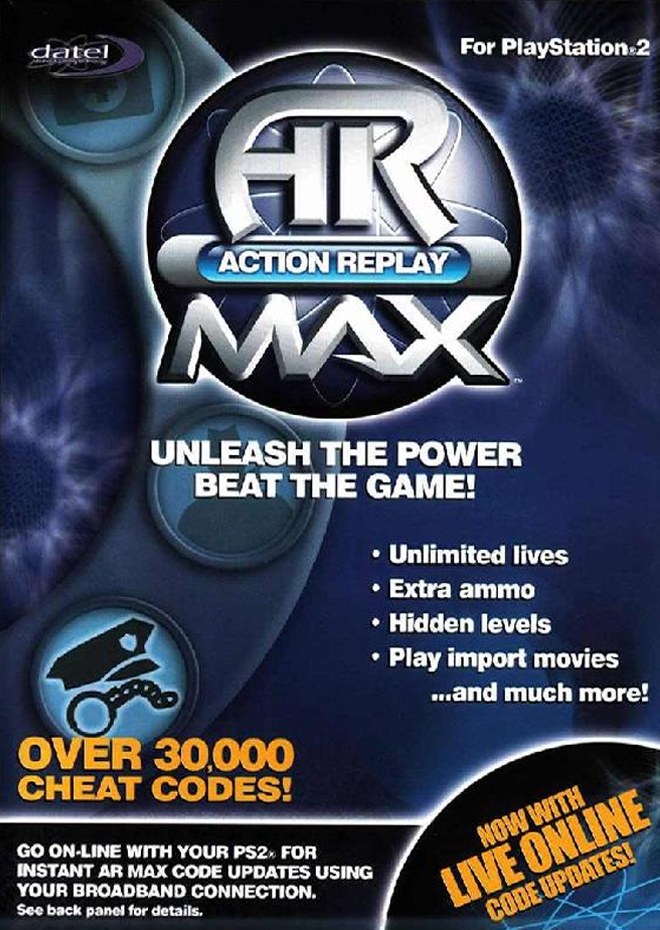 datel
For PlayStation®2
AR
ACTION REPLAY
MAX™
UNLEASH THE POWER
BEAT THE GAME!
• Unlimited lives
• Extra ammo
• Hidden levels
• Play import movies
...and much more!
OVER 30,000
CHEAT CODES!
NOW WITH
LIVE ONLINE
CODE UPDATES!
GO ON-LINE WITH YOUR PS2® FOR
INSTANT AR MAX CODE UPDATES USING
YOUR BROADBAND CONNECTION.
See back panel for details.